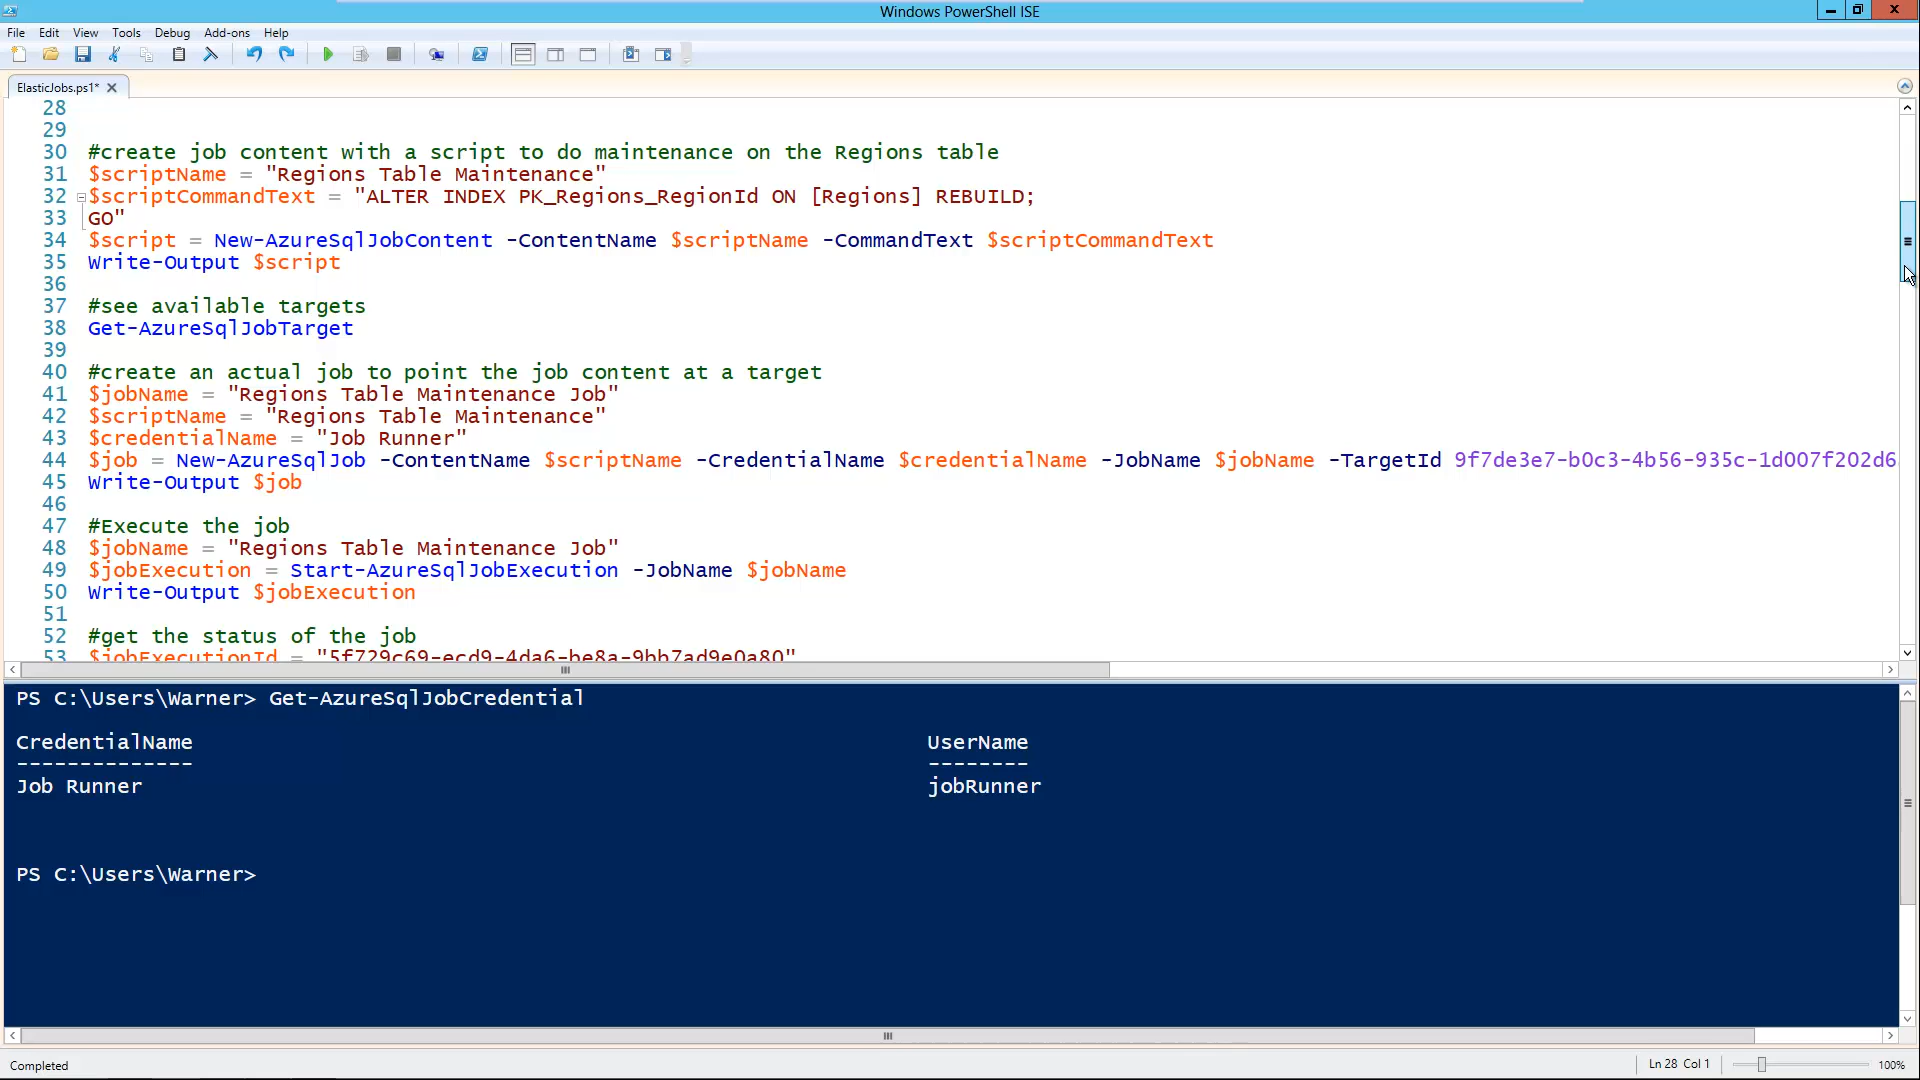 Windows PowerShell ISE
File Edit View Tools Debug Add-ons Help
ElasticJobs.ps1*
28
29
30 #create job content with a script to do maintenance on the Regions table
31 $scriptName = "Regions Table Maintenance"
32 $scriptCommandText = "ALTER INDEX PK_Regions_RegionId ON [Regions] REBUILD;
33 GO"
34 $script = New-AzureSqlJobContent -ContentName $scriptName -CommandText $scriptCommandText
35 Write-Output $script
36
37 #see available targets
38 Get-AzureSqlJobTarget
39
40 #create an actual job to point the job content at a target
41 $jobName = "Regions Table Maintenance Job"
42 $scriptName = "Regions Table Maintenance"
43 $credentialName = "Job Runner"
44 $job = New-AzureSqlJob -ContentName $scriptName -CredentialName $credentialName -JobName $jobName -TargetId 9f7de3e7-b0c3-4b56-935c-1d007f202d6
45 Write-Output $job
46
47 #Execute the job
48 $jobName = "Regions Table Maintenance Job"
49 $jobExecution = Start-AzureSqlJobExecution -JobName $jobName
50 Write-Output $jobExecution
51
52 #get the status of the job
53 $jobExecutionId = "5f729c69-ecd9-4da6-be8a-9bb7ad9e0a80"
PS C:\Users\Warner> Get-AzureSqlJobCredential
CredentialName UserName
-------------- --------
Job Runner jobRunner
PS C:\Users\Warner>
Completed Ln 28 Col 1 100%